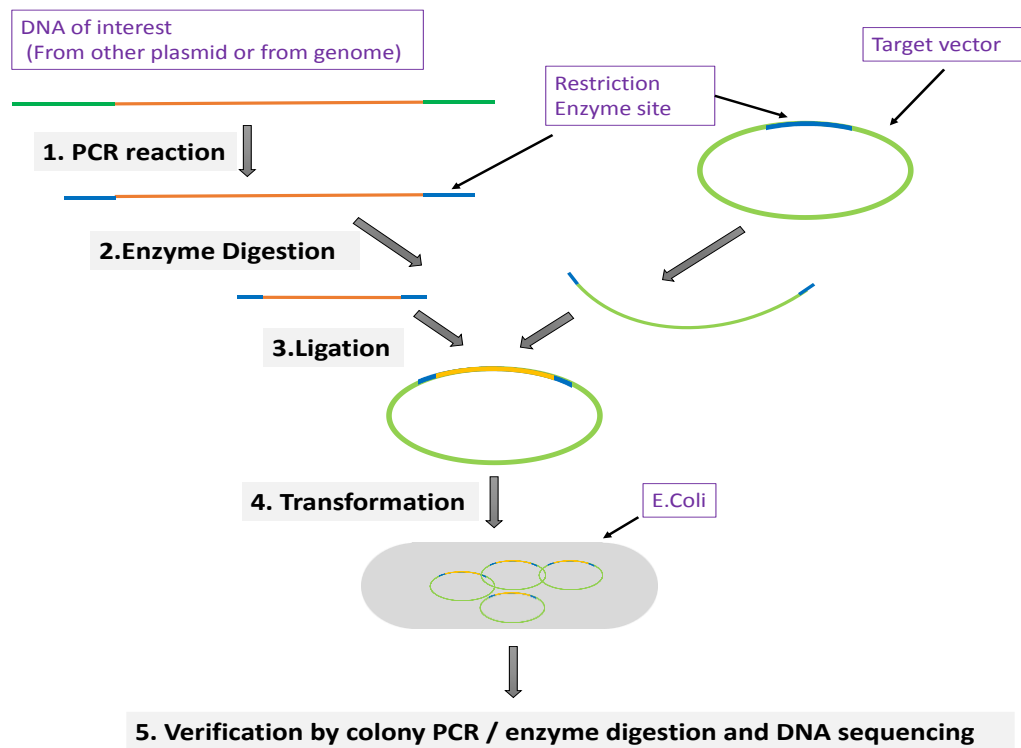 DNA of interest
(From other plasmid or from genome)
Target vector
Restriction
Enzyme site
1. PCR reaction
2.Enzyme Digestion
3.Ligation
4. Transformation
E.Coli
5. Verification by colony PCR / enzyme digestion and DNA sequencing